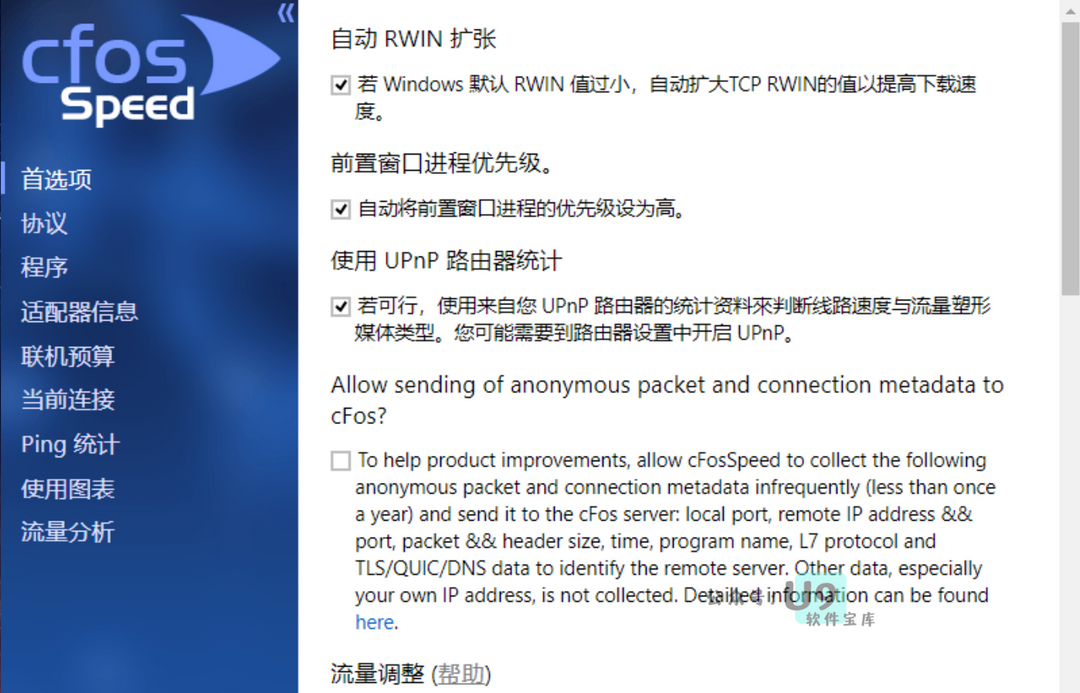 cfos
Speed
«
首选项
协议
程序
适配器信息
联机预算
当前连接
Ping 统计
使用图表
流量分析
自动 RWIN 扩张
若 Windows 默认 RWIN 值过小，自动扩大TCP RWIN的值以提高下载速
度。
前置窗口进程优先级。
自动将前置窗口进程的优先级设为高。
使用 UPnP 路由器统计
若可行，使用来自您 UPnP 路由器的统计资料來判断线路速度与流量塑形
媒体类型。您可能需要到路由器设置中开启 UPnP。
Allow sending of anonymous packet and connection metadata to
cFos?
To help product improvements, allow cFosSpeed to collect the following
anonymous packet and connection metadata infrequently (less than once
a year) and send it to the cFos server: local port, remote IP address &&
port, packet && header size, time, program name, L7 protocol and
TLS/QUIC/DNS data to identify the remote server. Other data, especially
your own IP address, is not collected. Detailed information can be found
here.
U9
软件宝库
流量调整 (帮助)